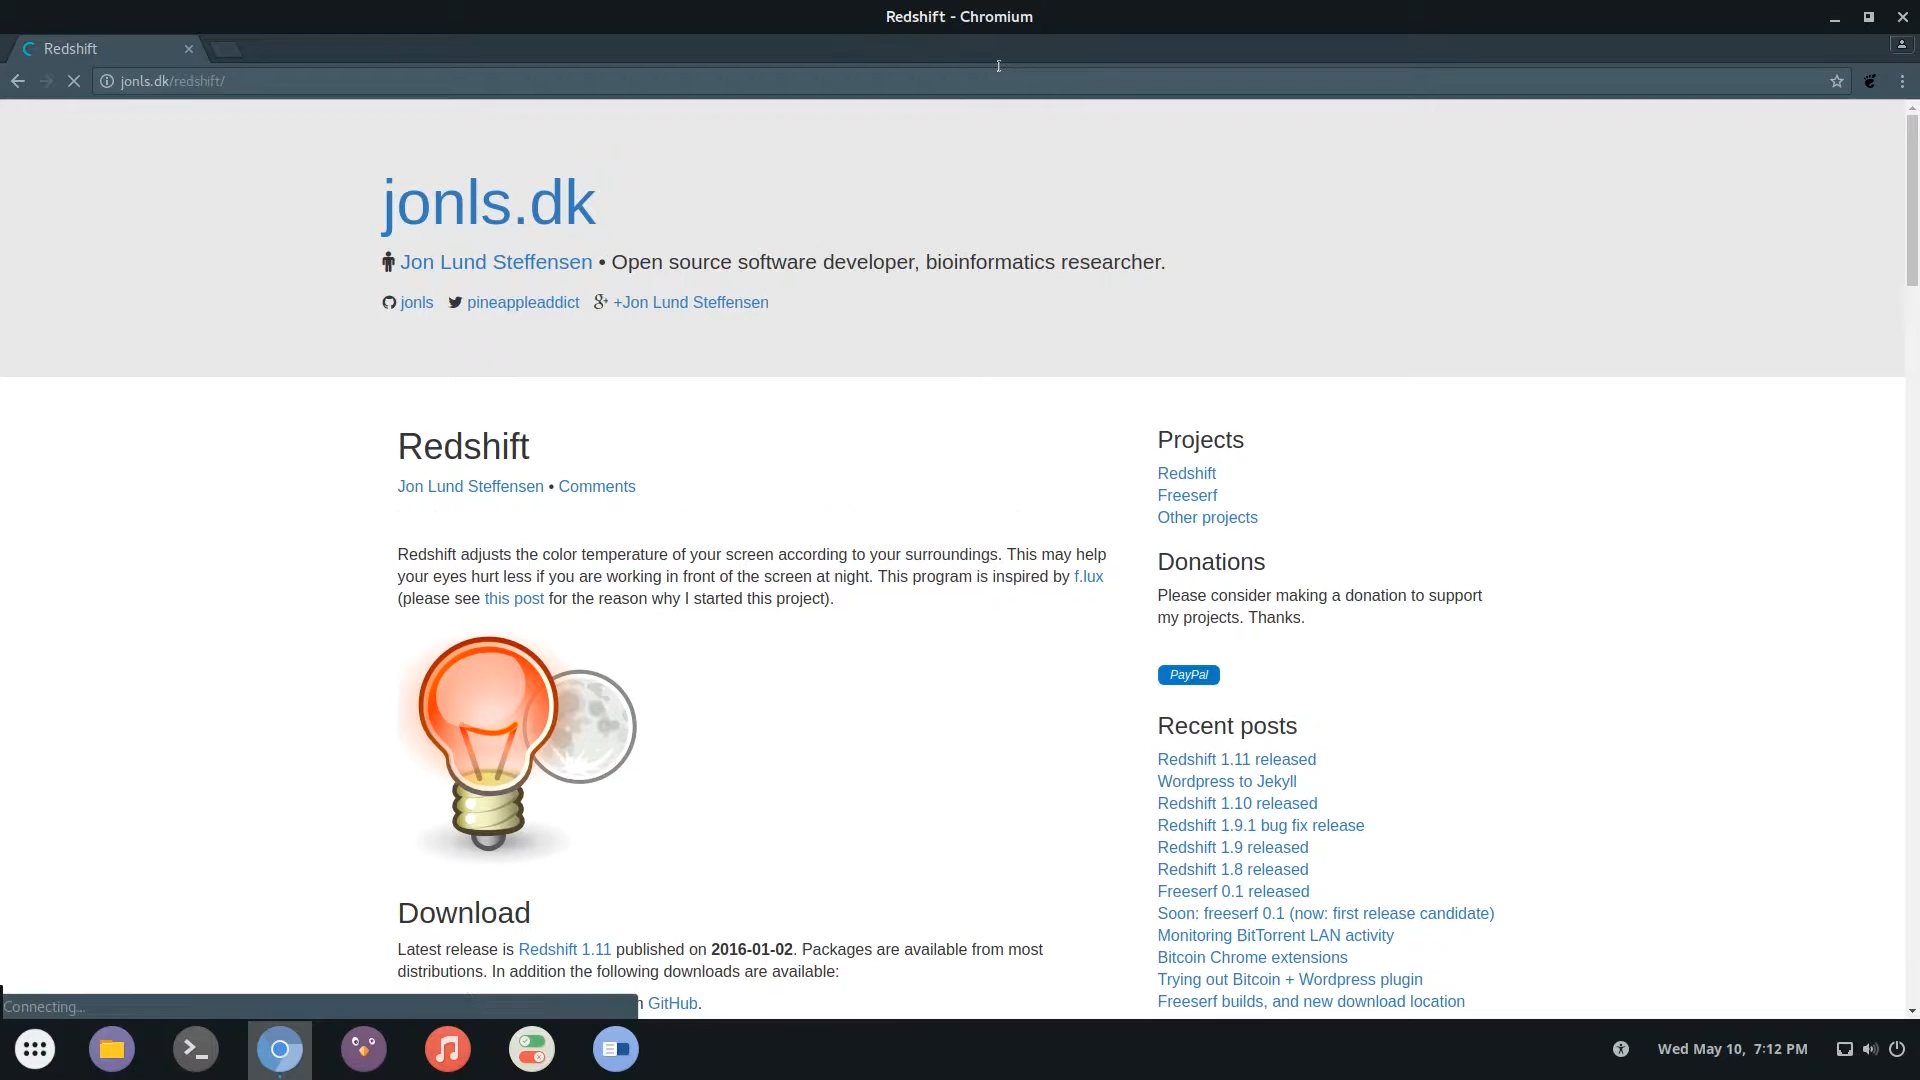 Redshift - Chromium
Redshift
jonls.dk/redshift/
jonls.dk
Jon Lund Steffensen • Open source software developer, bioinformatics researcher.
jonls pineappleaddict +Jon Lund Steffensen
Redshift
Jon Lund Steffensen • Comments
Redshift adjusts the color temperature of your screen according to your surroundings. This may help
your eyes hurt less if you are working in front of the screen at night. This program is inspired by f.lux
(please see this post for the reason why I started this project).
Download
Latest release is Redshift 1.11 published on 2016-01-02. Packages are available from most
distributions. In addition the following downloads are available:
GitHub.
Projects
Redshift
Freeserf
Other projects
Donations
Please consider making a donation to support
my projects. Thanks.
PayPal
Recent posts
Redshift 1.11 released
Wordpress to Jekyll
Redshift 1.10 released
Redshift 1.9.1 bug fix release
Redshift 1.9 released
Redshift 1.8 released
Freeserf 0.1 released
Soon: freeserf 0.1 (now: first release candidate)
Monitoring BitTorrent LAN activity
Bitcoin Chrome extensions
Trying out Bitcoin + Wordpress plugin
Freeserf builds, and new download location
Connecting...
Wed May 10, 7:12 PM